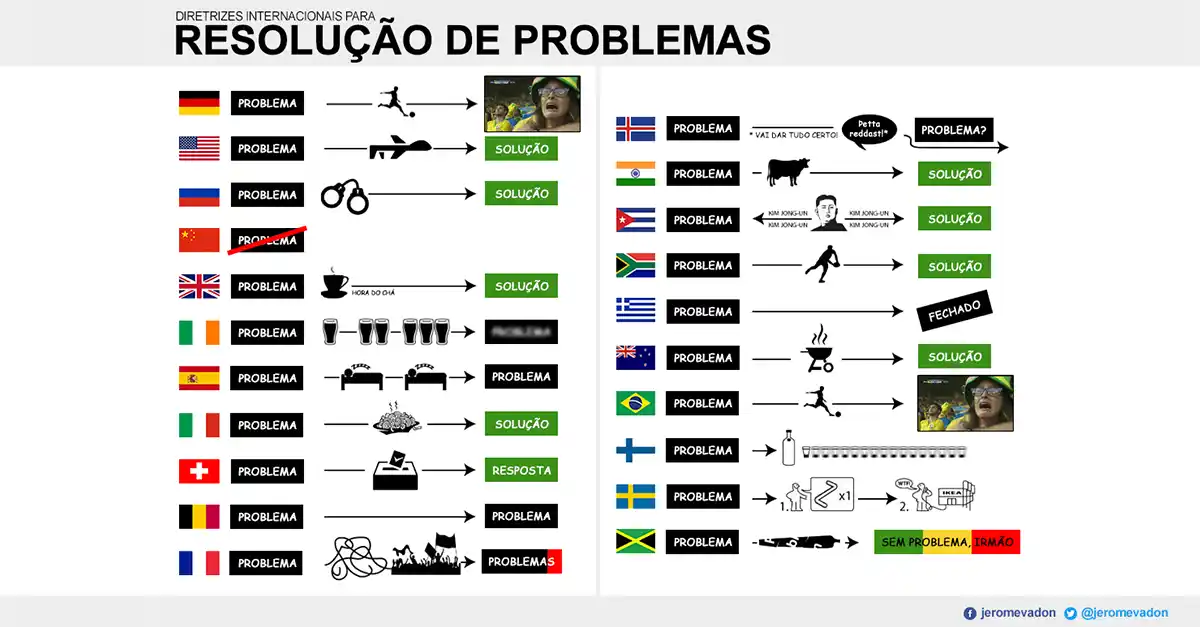 DIRETRIZES INTERNACIONAIS PARA
RESOLUÇÃO DE PROBLEMAS
PROBLEMA
PROBLEMA SOLUÇÃO
PROBLEMA SOLUÇÃO
PROBLEMA
PROBLEMA HORA DO CHÁ SOLUÇÃO
PROBLEMA PROBLEMA
PROBLEMA ZZZZ ZZZZ PROBLEMA
PROBLEMA SOLUÇÃO
PROBLEMA RESPOSTA
PROBLEMA PROBLEMA
PROBLEMA PROBLEMAS
PROBLEMA * VAI DAR TUDO CERTO! Petta reddast!* PROBLEMA?
PROBLEMA SOLUÇÃO
PROBLEMA KIM JONG-UN KIM JONG-UN SOLUÇÃO
KIM JONG-UN KIM JONG-UN
PROBLEMA SOLUÇÃO
PROBLEMA FECHADO
PROBLEMA SOLUÇÃO
PROBLEMA
PROBLEMA
PROBLEMA 1. x1 2. WTF! IKEA
PROBLEMA SEM PROBLEMA, IRMÃO
jeromevadon @jeromevadon